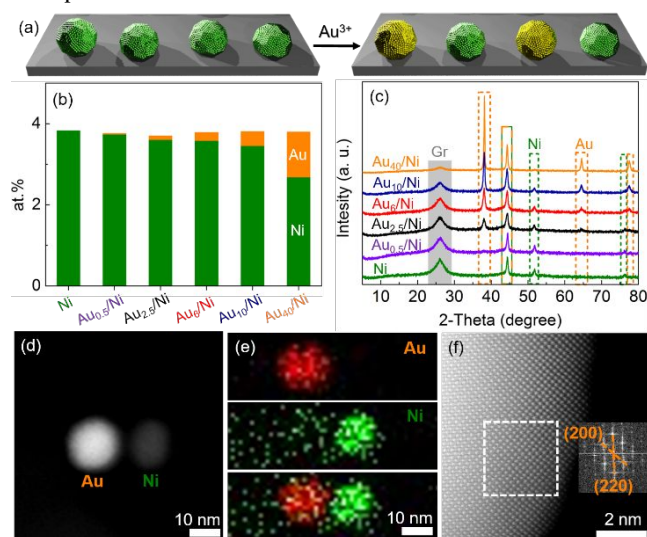 (a)
Au³⁺
(b)
4
2
0
at.%
Au
Ni
Ni
Au₀.₅/Ni
Au₂.₅/Ni
Au₆/Ni
Au₁₀/Ni
Au₄₀/Ni
(c)
Intesity (a. u.)
Gr
Ni
Au
Au₄₀/Ni
Au₁₀/Ni
Au₆/Ni
Au₂.₅/Ni
Au₀.₅/Ni
Ni
10 20 30 40 50 60 70 80
2-Theta (degree)
(d)
Au
Ni
10 nm
(e)
Au
Ni
10 nm
(f)
(200)
(220)
2 nm